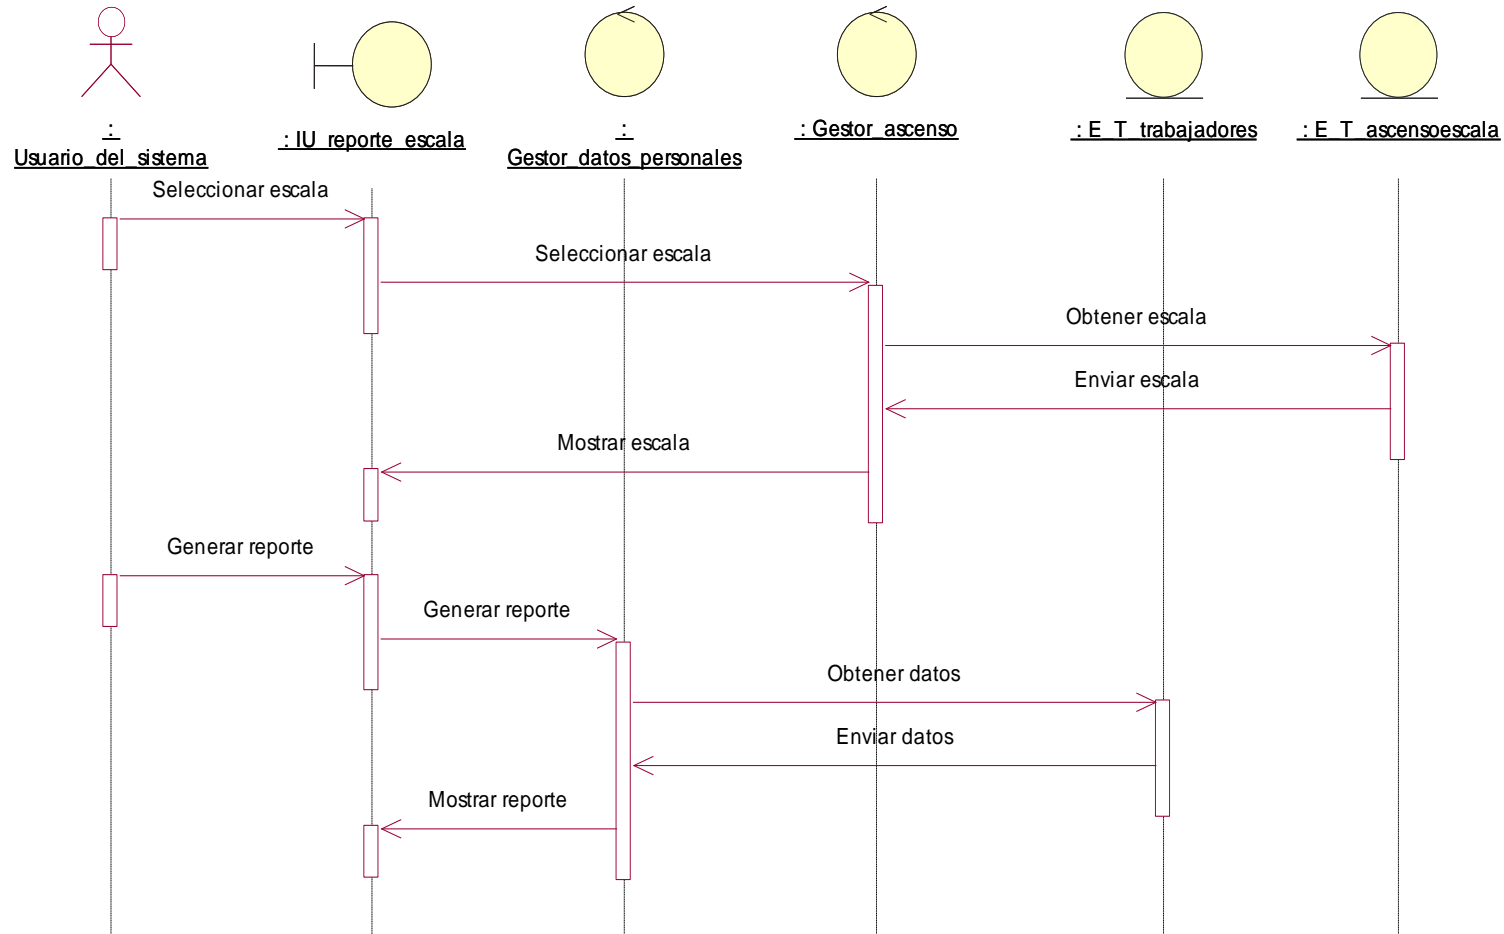 :
Usuario_del_sistema
: IU_reporte_escala
:
Gestor_datos_personales
: Gestor_ascenso
: E_T_trabajadores
: E_T_ascensoescala
Seleccionar escala
Seleccionar escala
Obtener escala
Enviar escala
Mostrar escala
Generar reporte
Generar reporte
Obtener datos
Enviar datos
Mostrar reporte